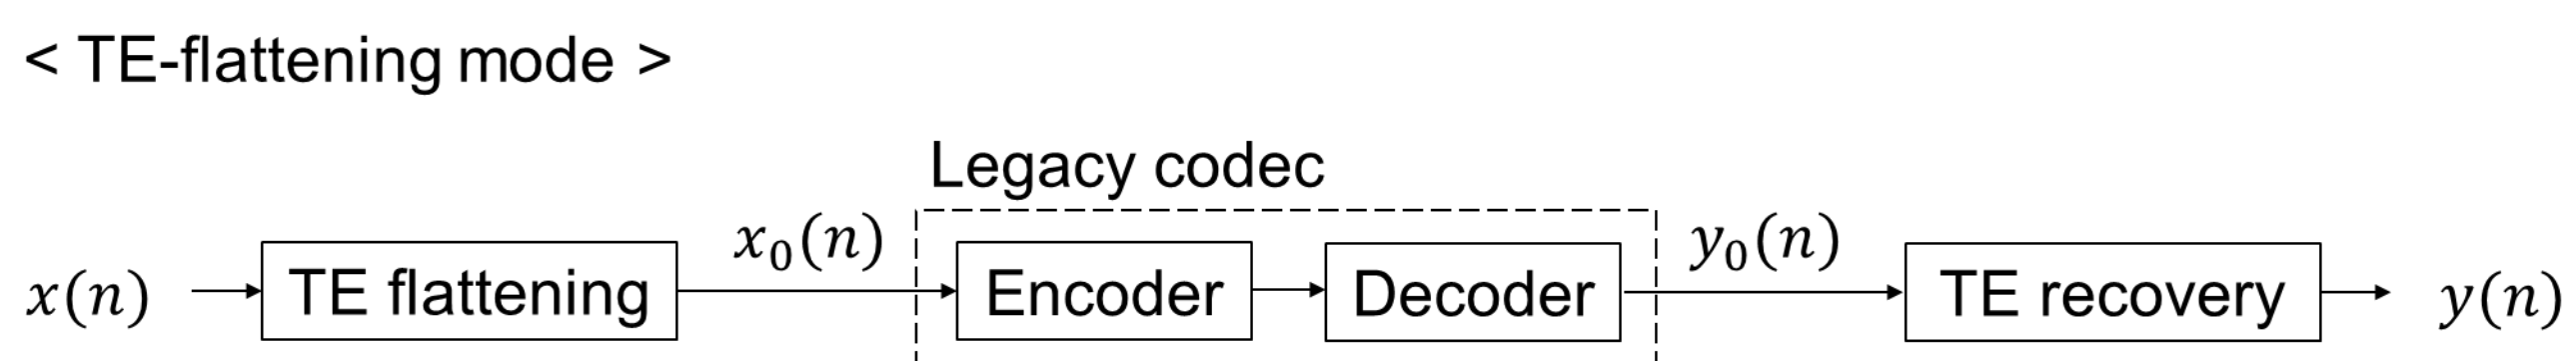 < TE-flattening mode >
Legacy codec
x(n) TE flattening x₀(n) Encoder Decoder y₀(n) TE recovery y(n)